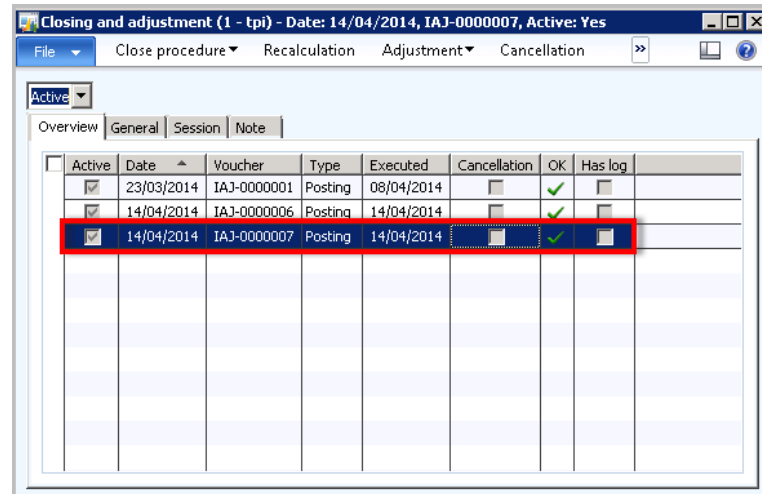 Closing and adjustment (1 - tpi) - Date: 14/04/2014, IAJ-0000007, Active: Yes
File Close procedure Recalculation Adjustment Cancellation »
Active
Overview General Session Note
Active Date Voucher Type Executed Cancellation OK Has log
23/03/2014 IAJ-0000001 Posting 08/04/2014
14/04/2014 IAJ-0000006 Posting 14/04/2014
14/04/2014 IAJ-0000007 Posting 14/04/2014